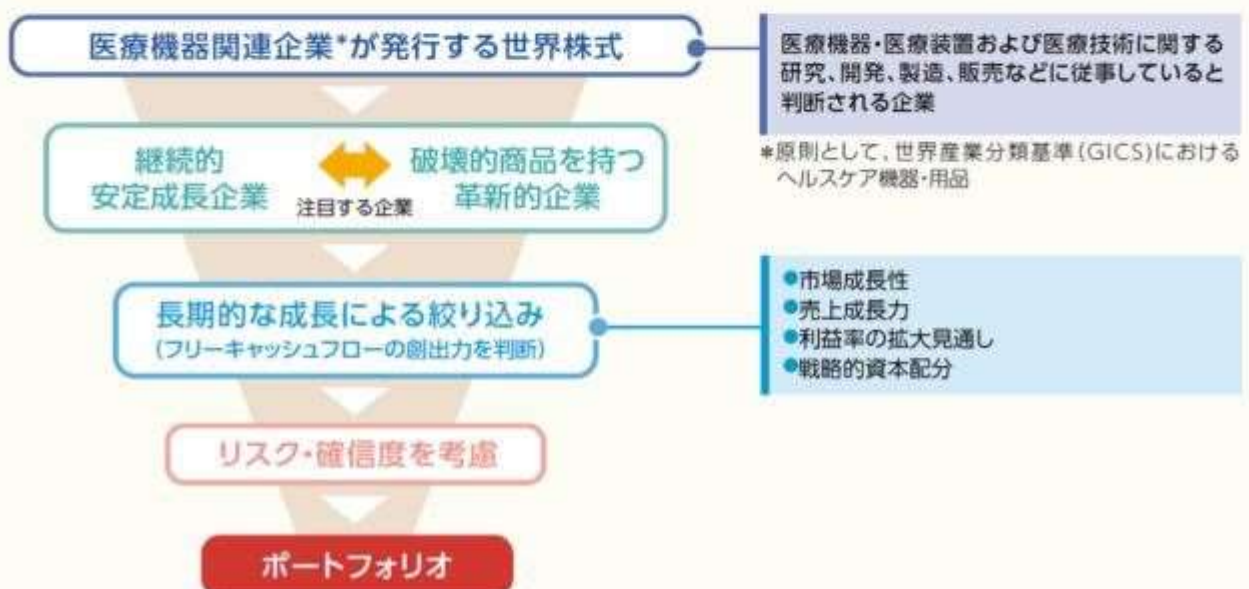 医療機器関連企業*が発行する世界株式
医療機器・医療装置および医療技術に関する
研究、開発、製造、販売などに従事していると
判断される企業
*原則として、世界産業分類基準(GICS)における
ヘルスケア機器・用品
継続的
安定成長企業
注目する企業
破壊的商品を持つ
革新的企業
長期的な成長による絞り込み
(フリーキャッシュフローの創出力を判断)
●市場成長性
●売上成長力
●利益率の拡大見通し
●戦略的資本配分
リスク・確信度を考慮
ポートフォリオ